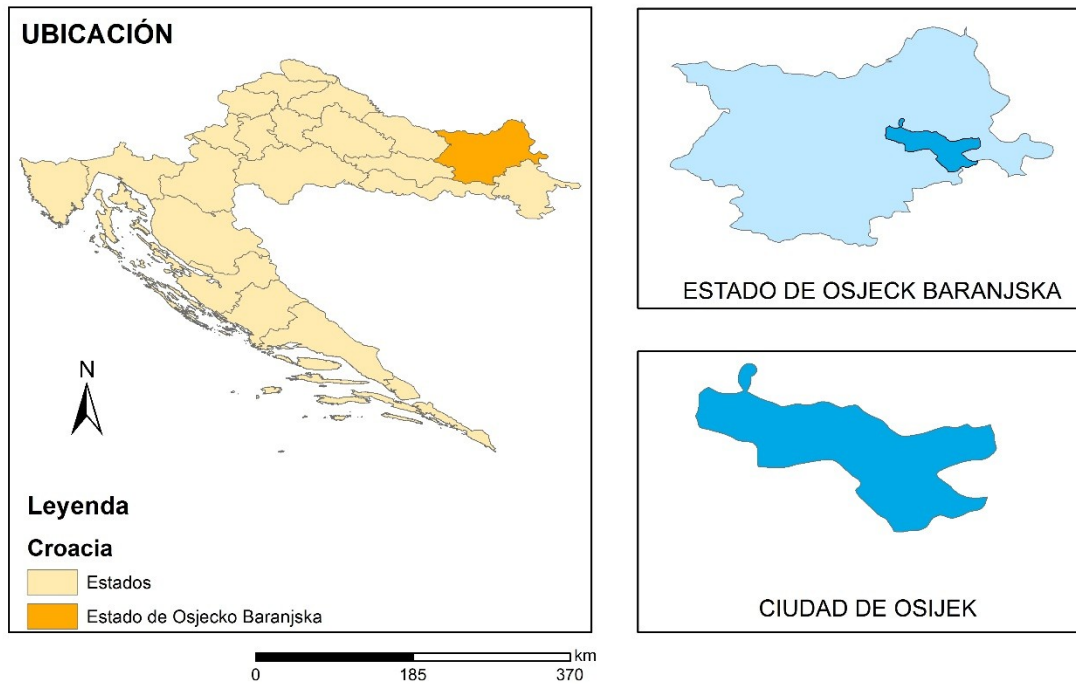 UBICACIÓN
N
Leyenda
Croacia
Estados
Estado de Osjecko Baranjska
ESTADO DE OSJECK BARANJSKA
CIUDAD DE OSIJEK
km
0 185 370